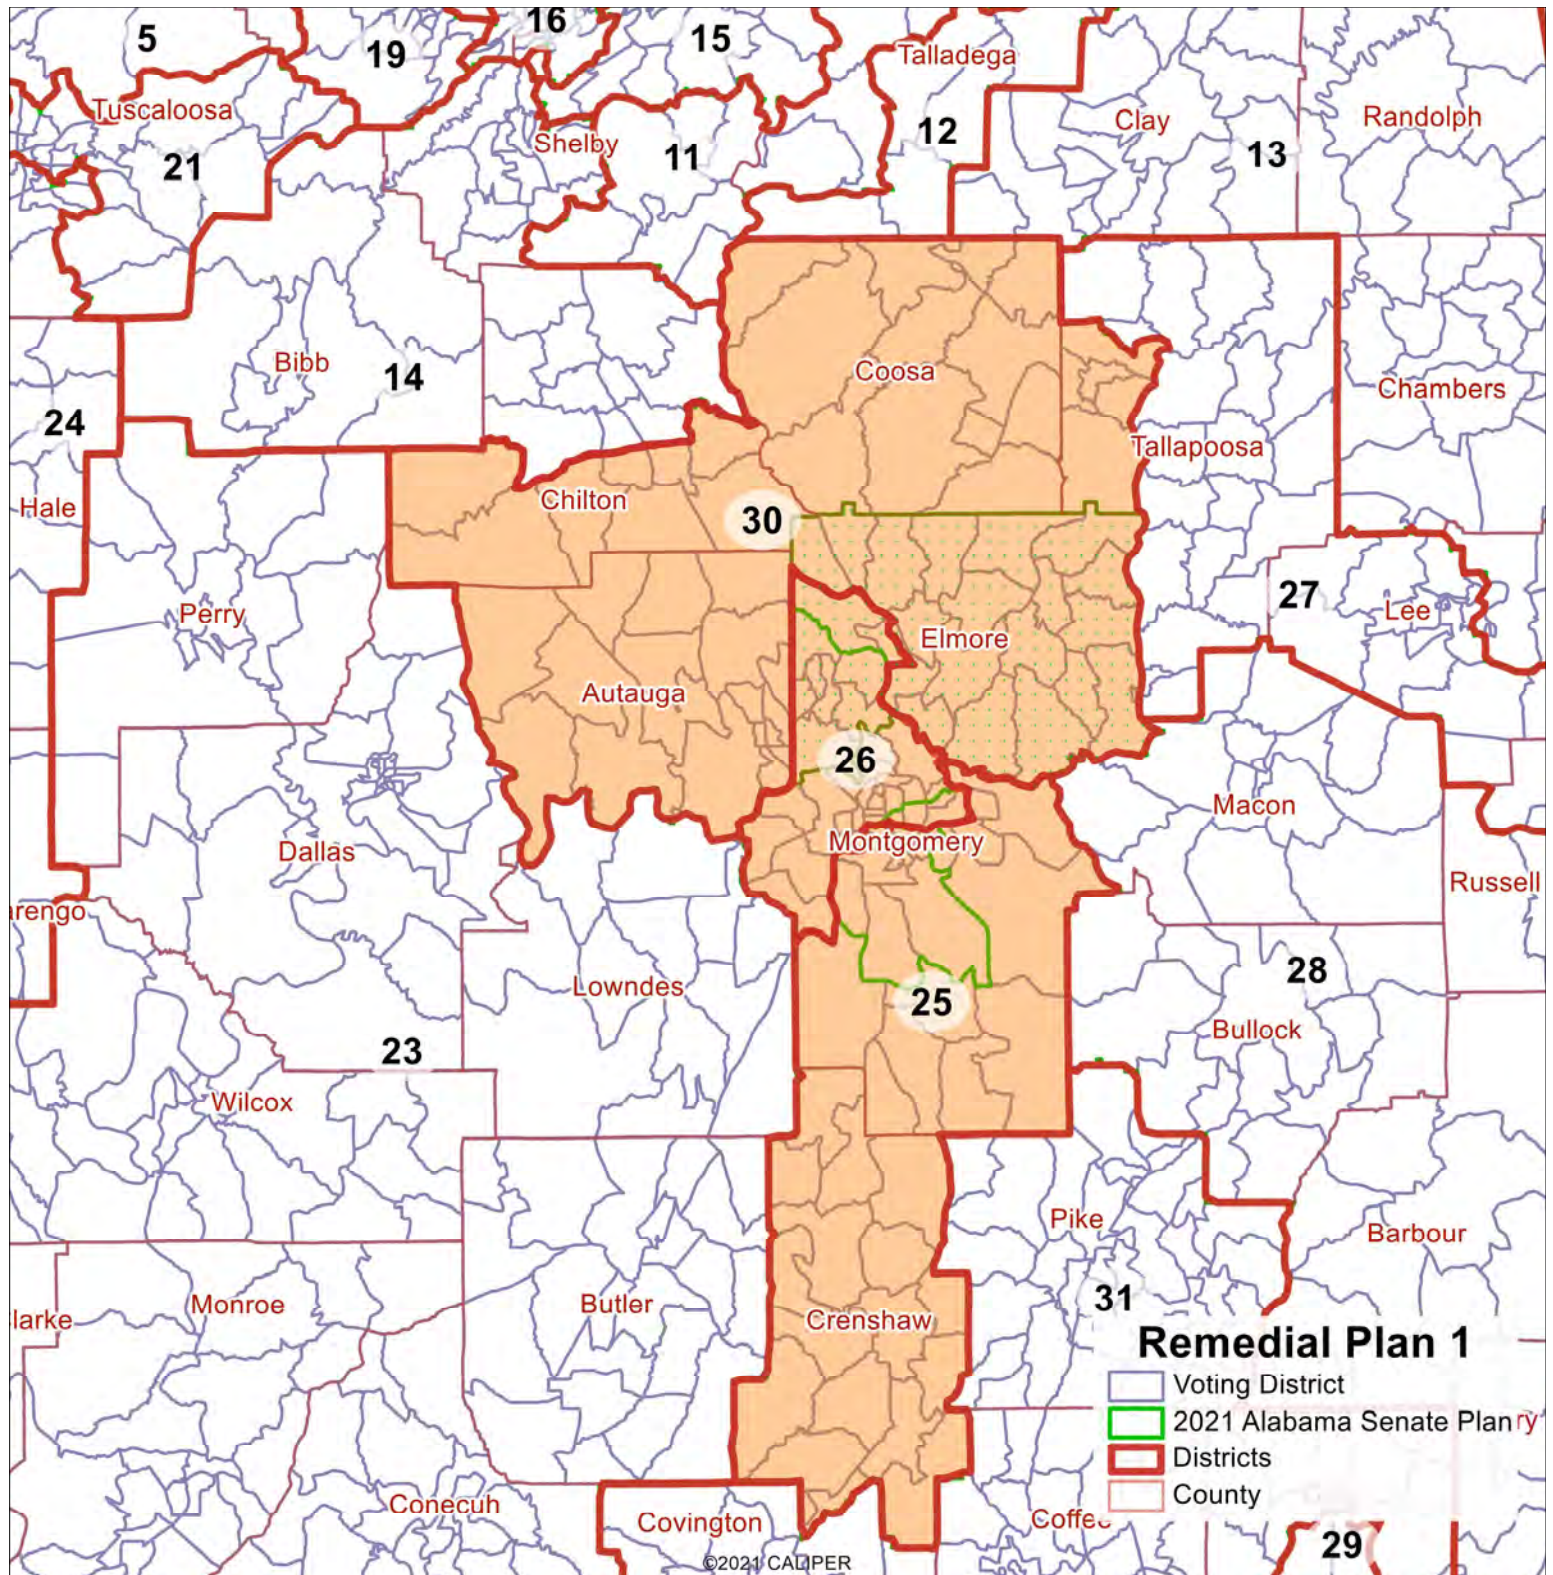 16
5
15
19
Talladega
Tuscaloosa
Clay
Randolph
12
Shelby
11
13
21
Bibb
Coosa
14
Chambers
24
Tallapoosa
Hale
Chilton
30
27
Perry
Lee
Elmore
Autauga
26
Macon
Montgomery
Dallas
Russell
arengo
28
Lowndes
25
Bullock
23
Wilcox
Pike
Barbour
31
Monroe
Butler
larke
Crenshaw
Remedial Plan 1
Voting District
2021 Alabama Senate Plan
ry
Districts
County
Conecuh
Covington
Coffee
29
©2021 CALIPER